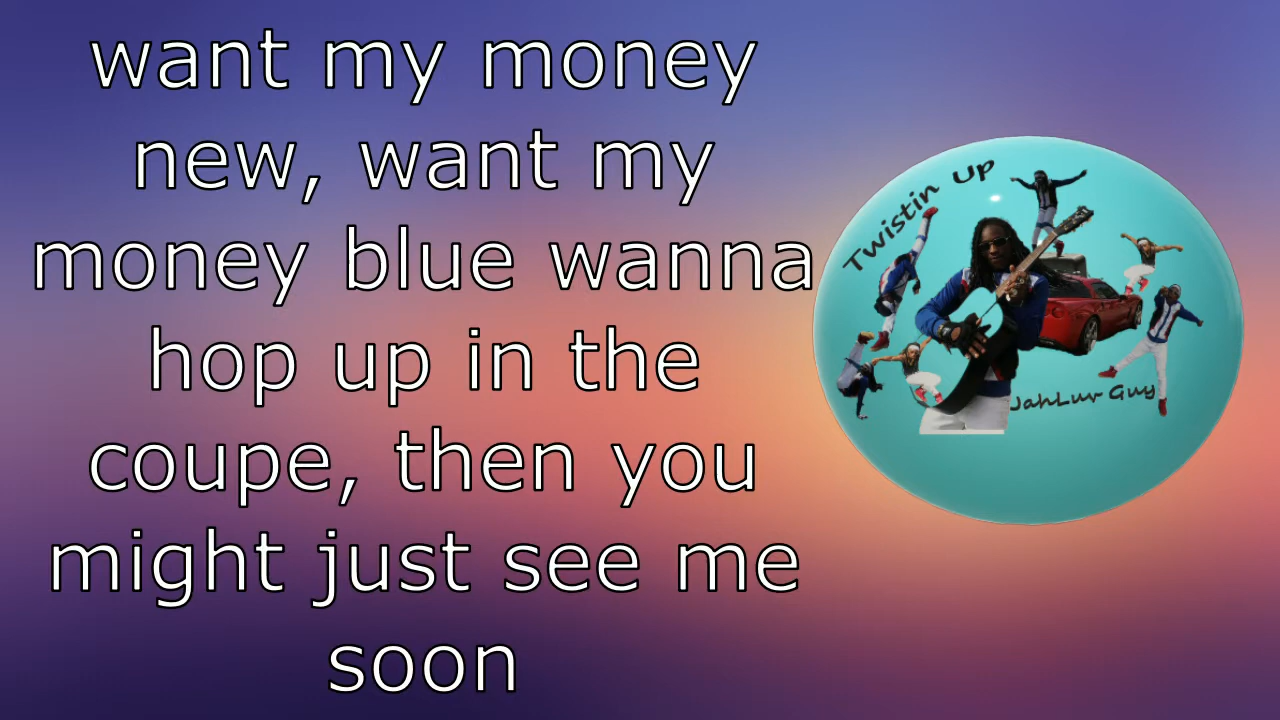 want my money
new, want my
money blue wanna
hop up in the
coupe, then you
might just see me
soon
Twistin Up
JahLuv Guy